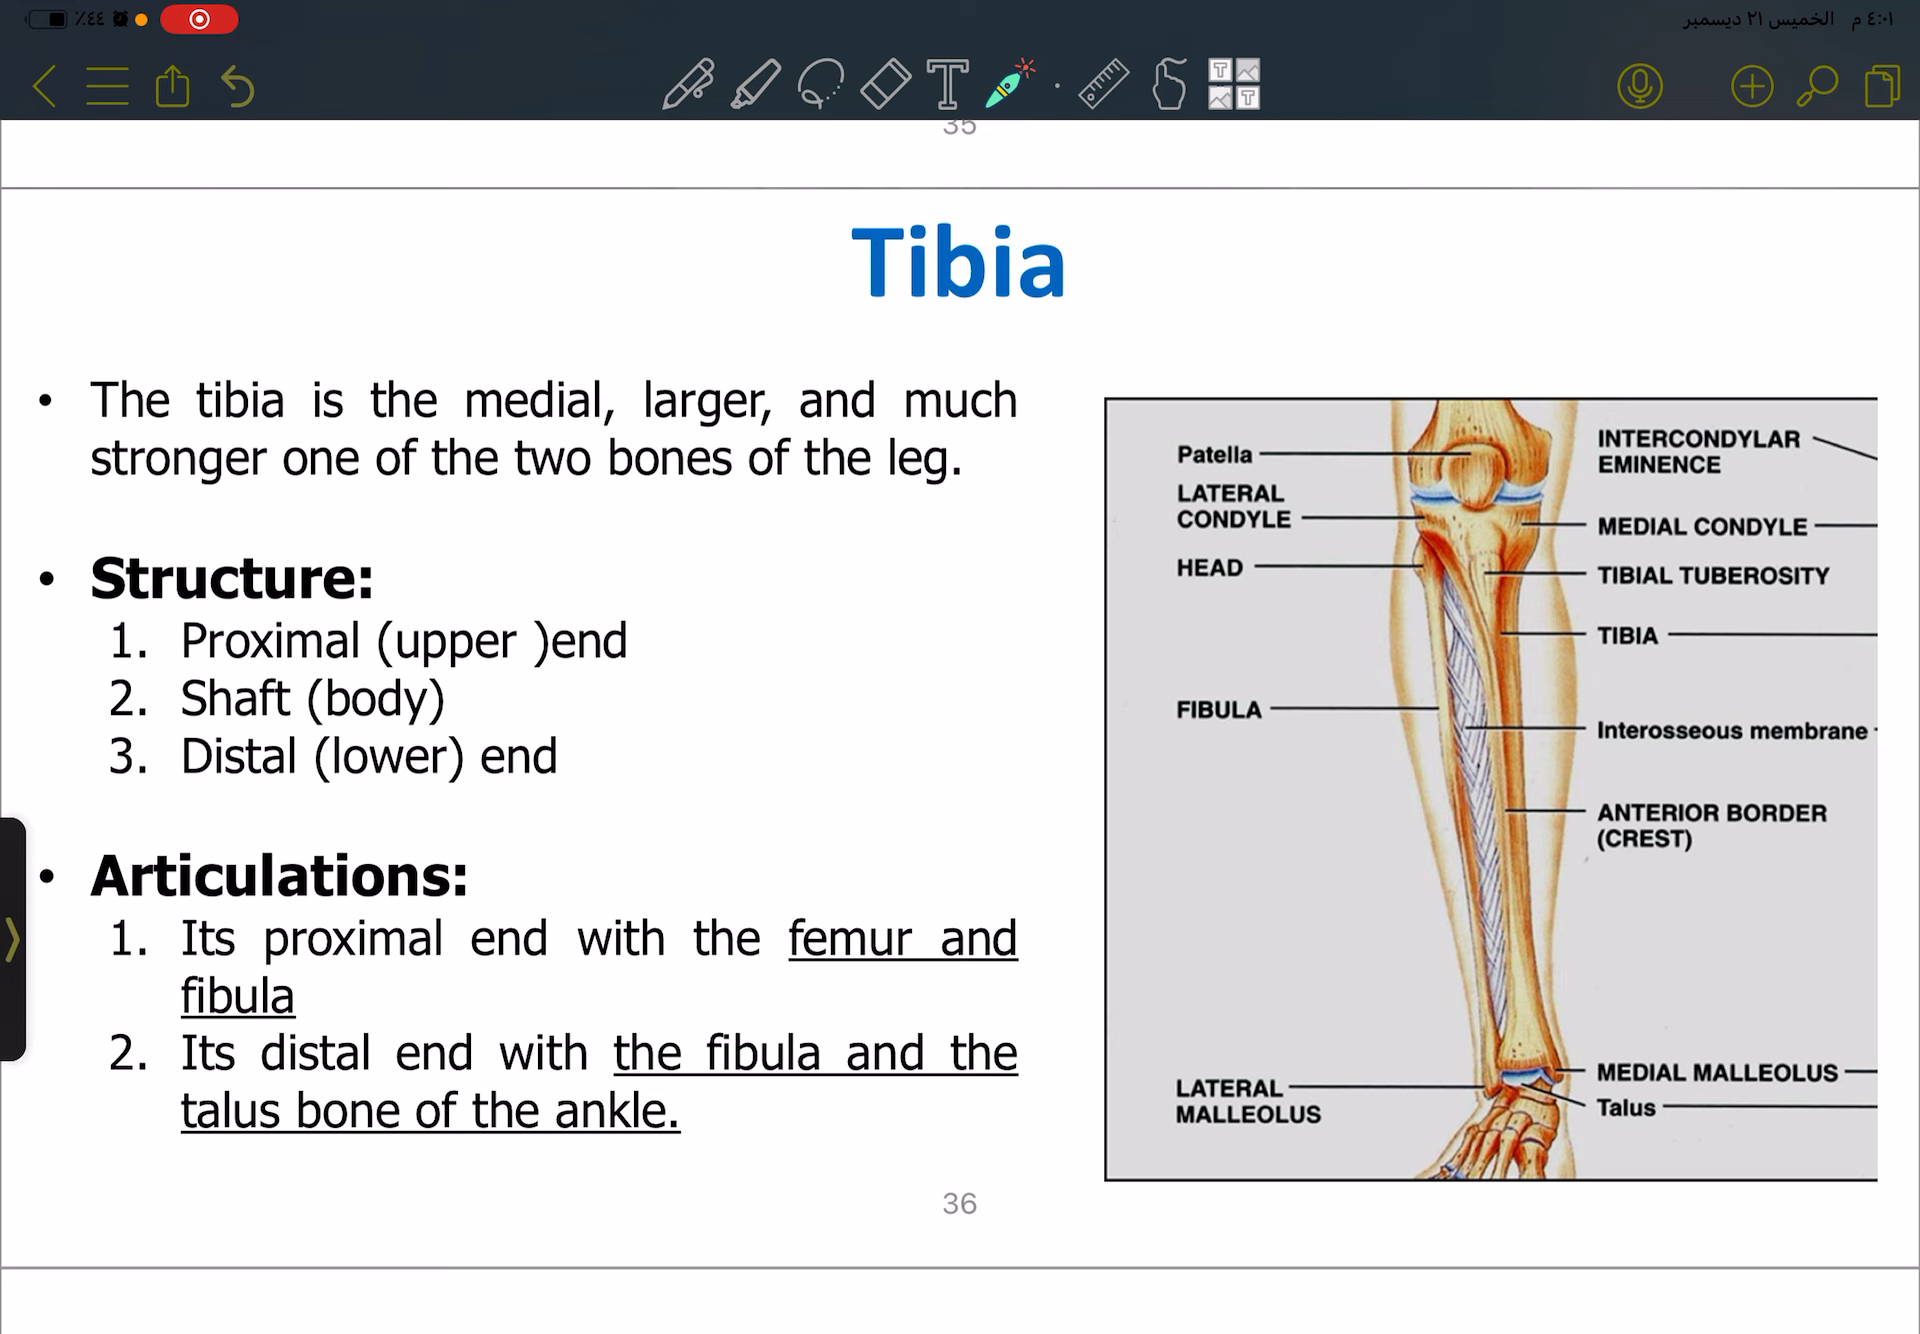 ٪٤٤
٤:٠١ م الخميس ٢١ ديسمبر
35
Tibia
• The tibia is the medial, larger, and much
stronger one of the two bones of the leg.
• Structure:
1. Proximal (upper )end
2. Shaft (body)
3. Distal (lower) end
• Articulations:
1. Its proximal end with the femur and
fibula
2. Its distal end with the fibula and the
talus bone of the ankle.
Patella
LATERAL
CONDYLE
HEAD
FIBULA
LATERAL
MALLEOLUS
INTERCONDYLAR
EMINENCE
MEDIAL CONDYLE
TIBIAL TUBEROSITY
TIBIA
Interosseous membrane
ANTERIOR BORDER
(CREST)
MEDIAL MALLEOLUS
Talus
36